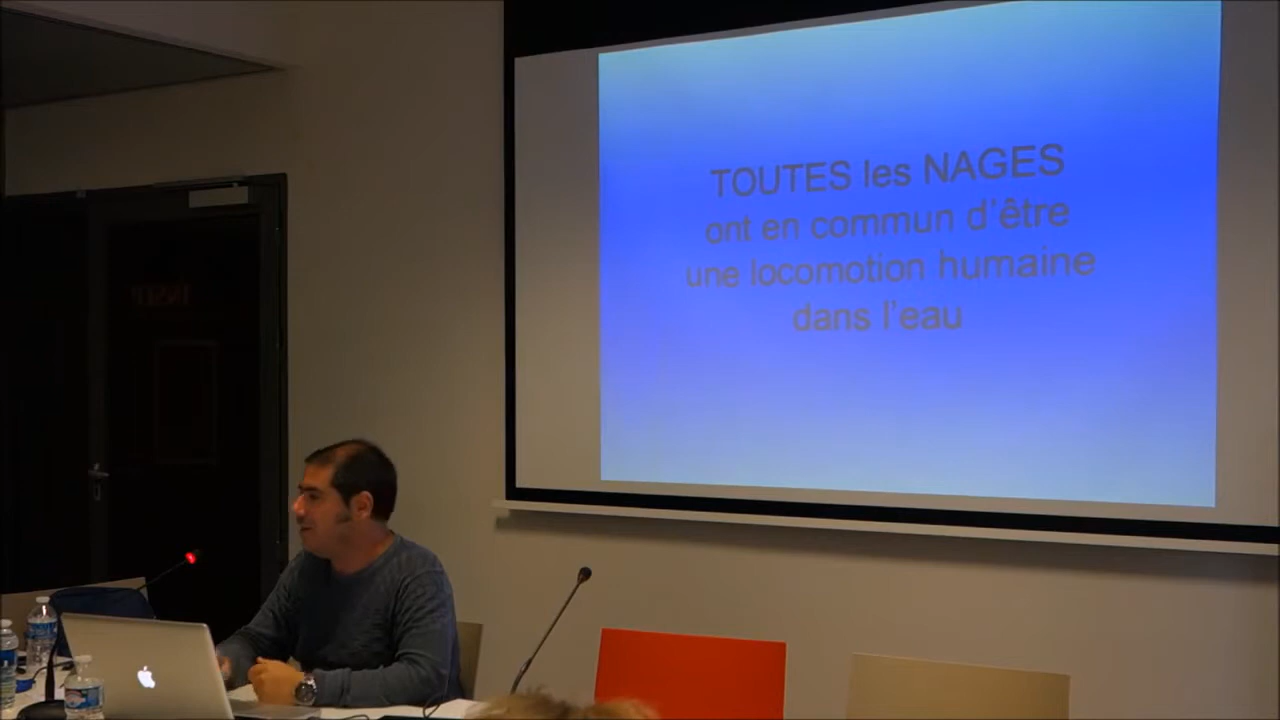 TOUTES les NAGES
ont en commun d'être
une locomotion humaine
dans l'eau